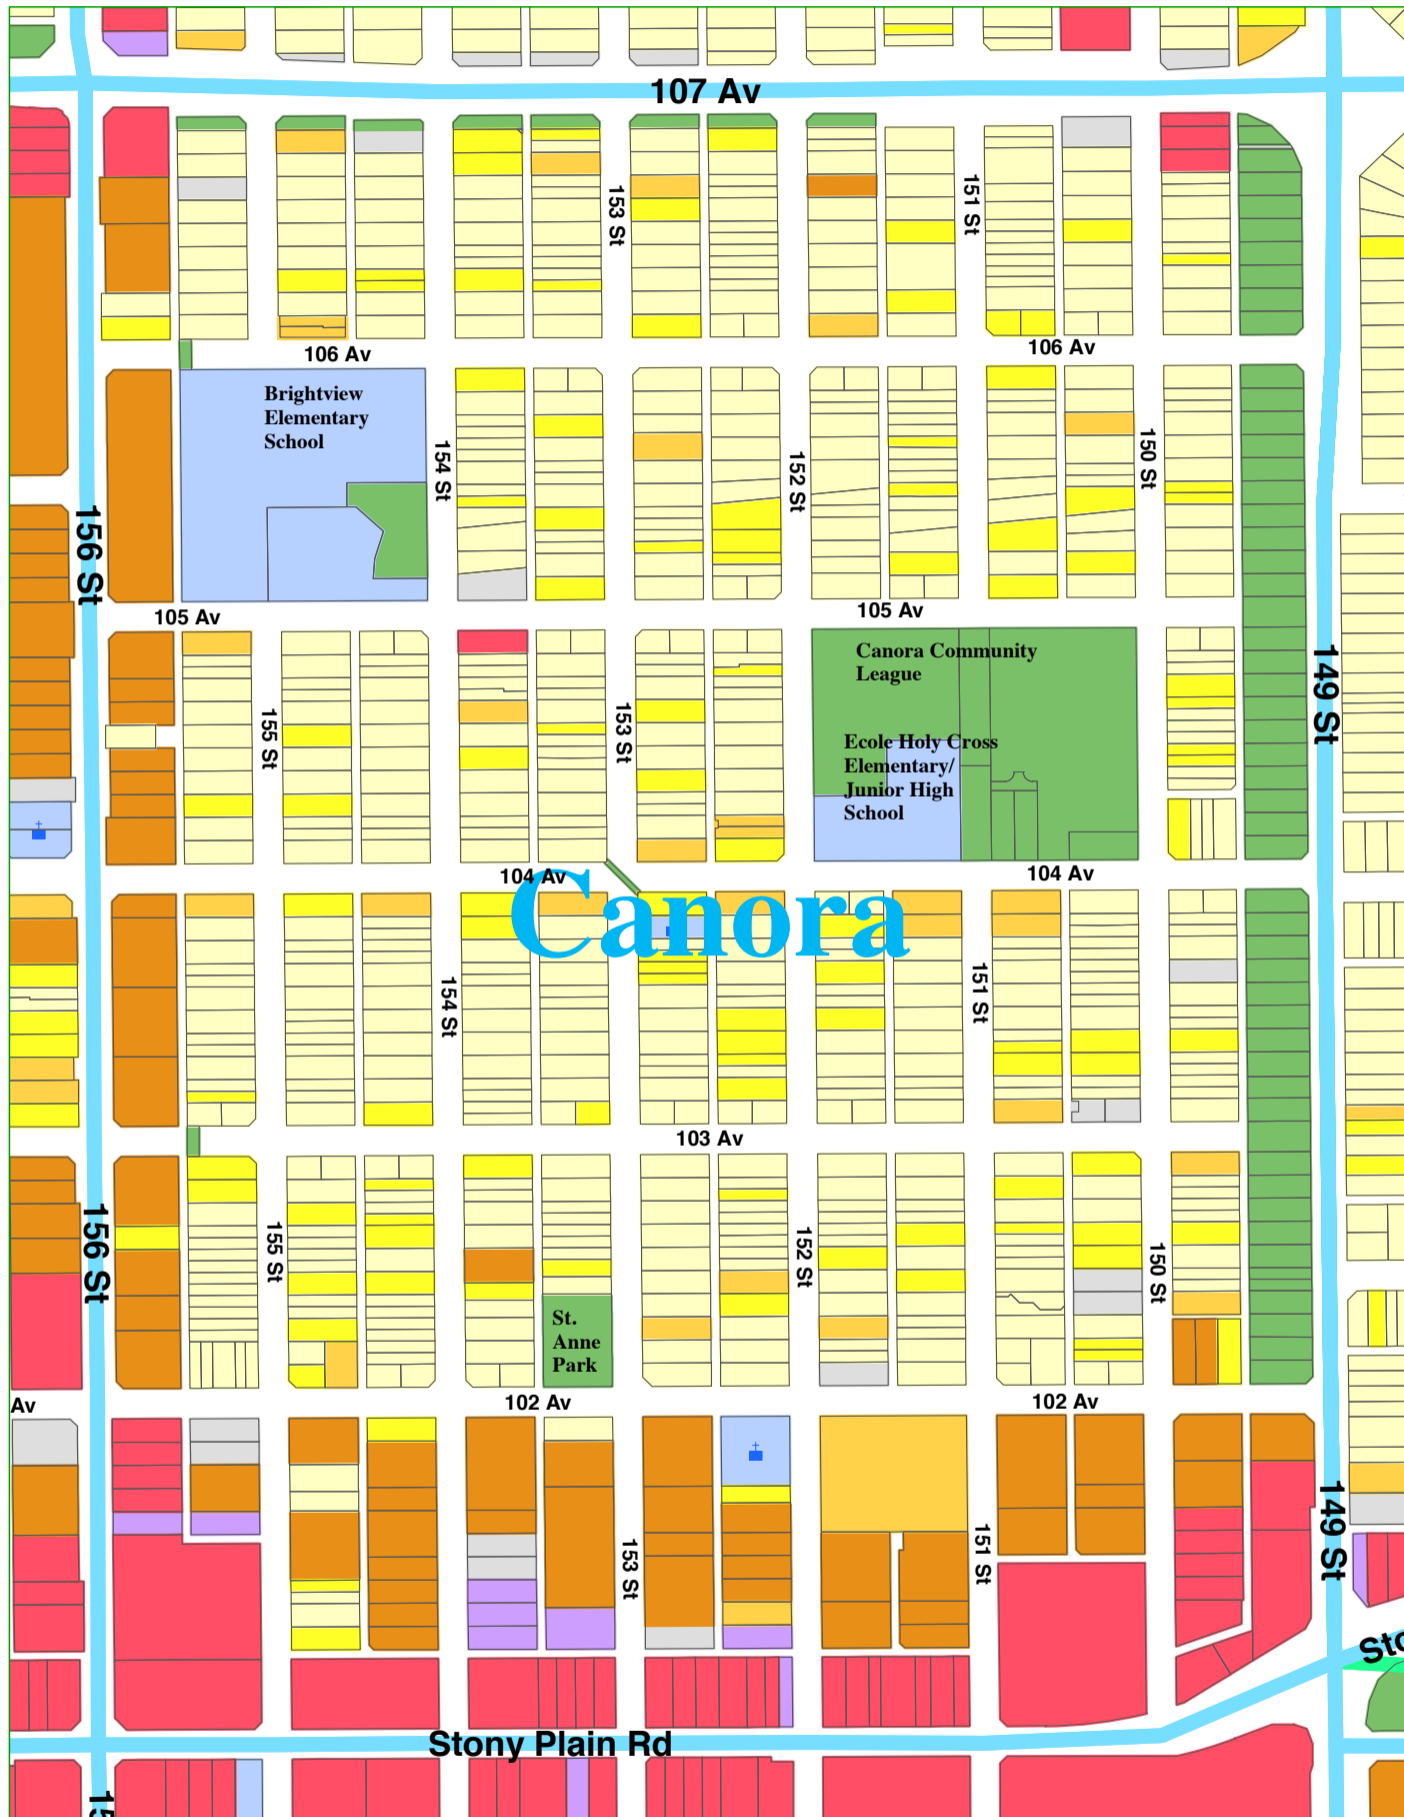 107 Av
153 St
151 St
106 Av
106 Av
Brightview
Elementary
School
154 St
152 St
150 St
156 St
105 Av
105 Av
Canora Community
League
149 St
155 St
153 St
Ecole Holy Cross
Elementary/
Junior High
School
104 Av
104 Av
Canora
154 St
151 St
103 Av
156 St
155 St
152 St
150 St
St.
Anne
Park
Av
102 Av
102 Av
153 St
151 St
149 St
Sto
Stony Plain Rd
15